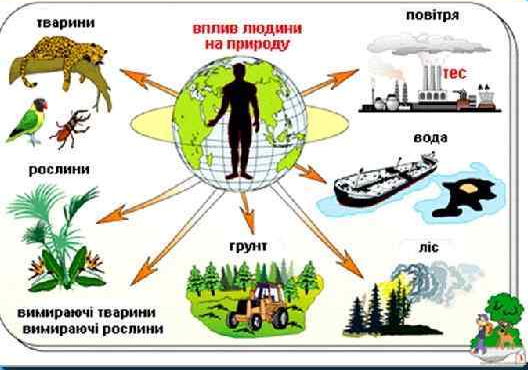 тварини
вплив людини
на природу
повітря
тес
вода
рослини
грунт
ліс
вимираючі тварини
вимираючі рослини